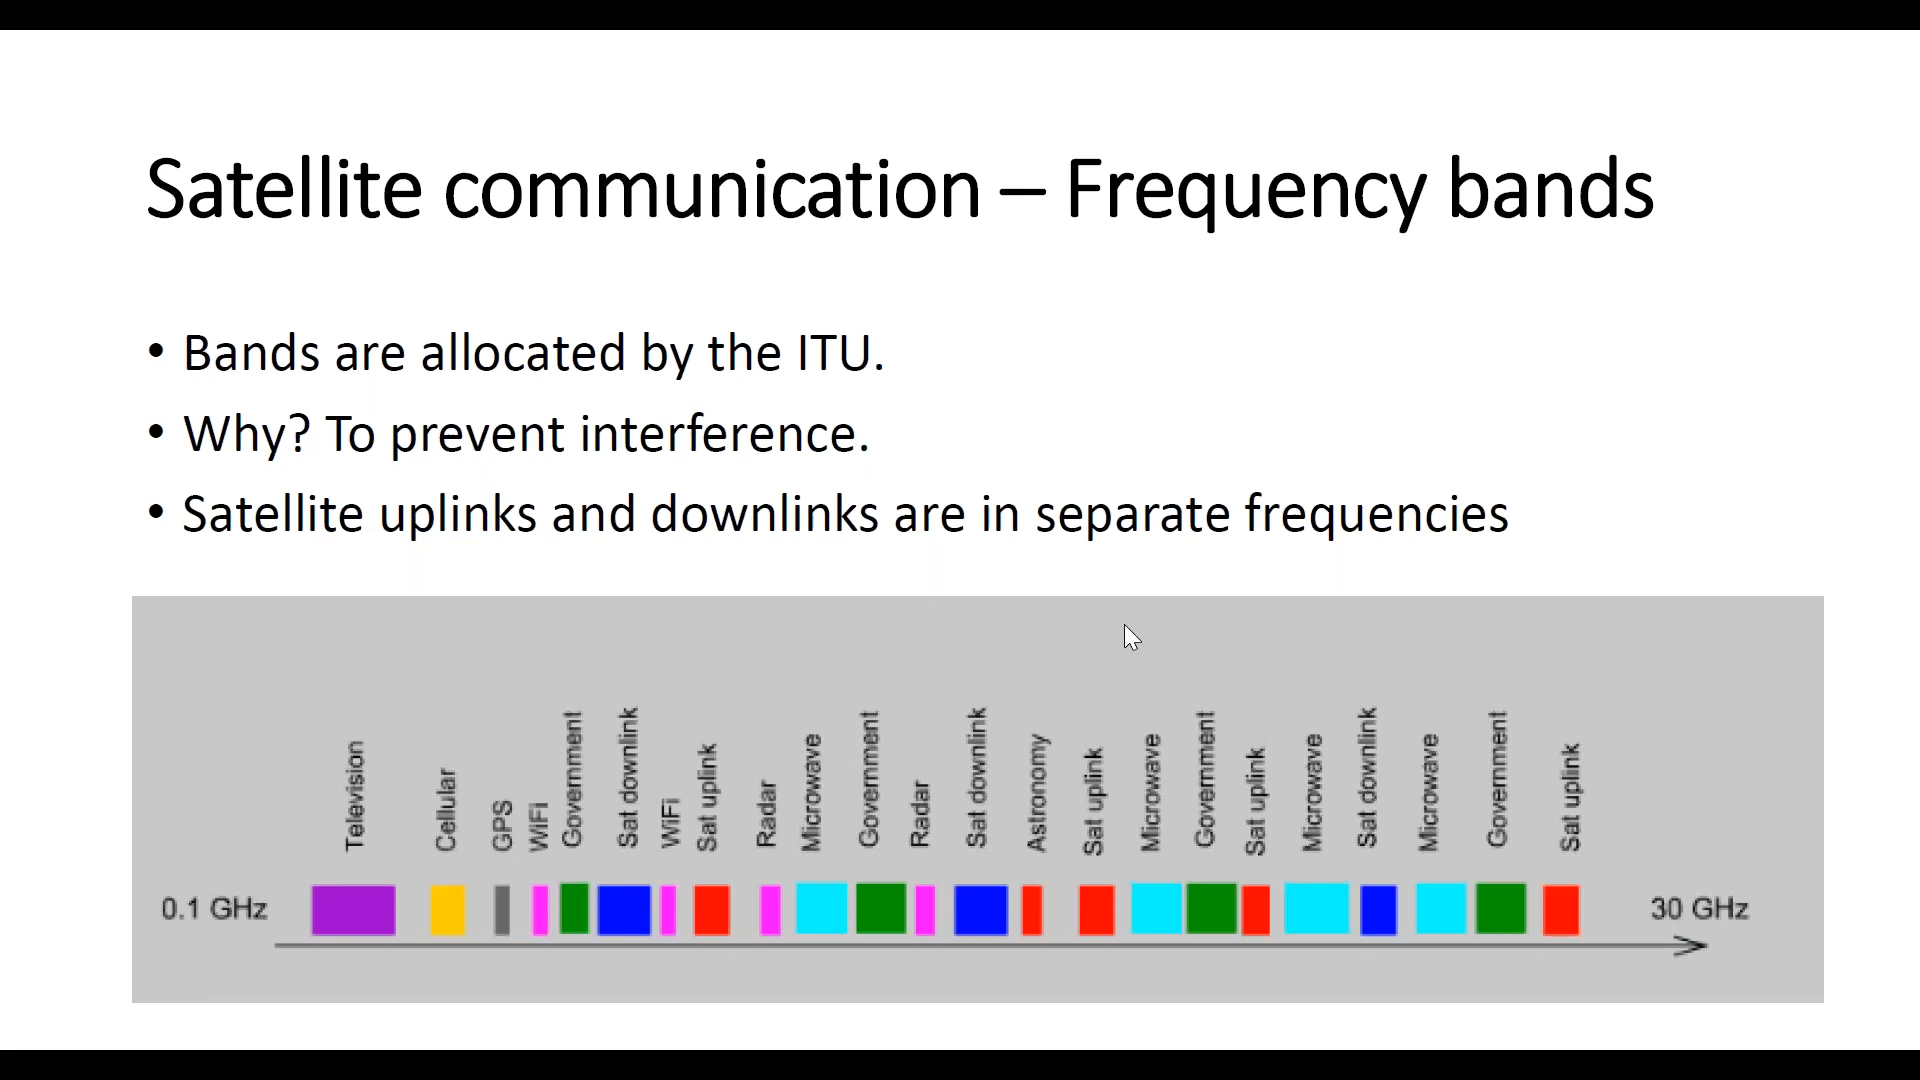 Satellite communication – Frequency bands
• Bands are allocated by the ITU.
• Why? To prevent interference.
• Satellite uplinks and downlinks are in separate frequencies
Television
Cellular
GPS
WiFi
Government
Sat downlink
WiFi
Sat uplink
Radar
Microwave
Government
Radar
Sat downlink
Astronomy
Sat uplink
Microwave
Government
Sat uplink
Microwave
Sat downlink
Microwave
Government
Sat uplink
0.1 GHz
30 GHz